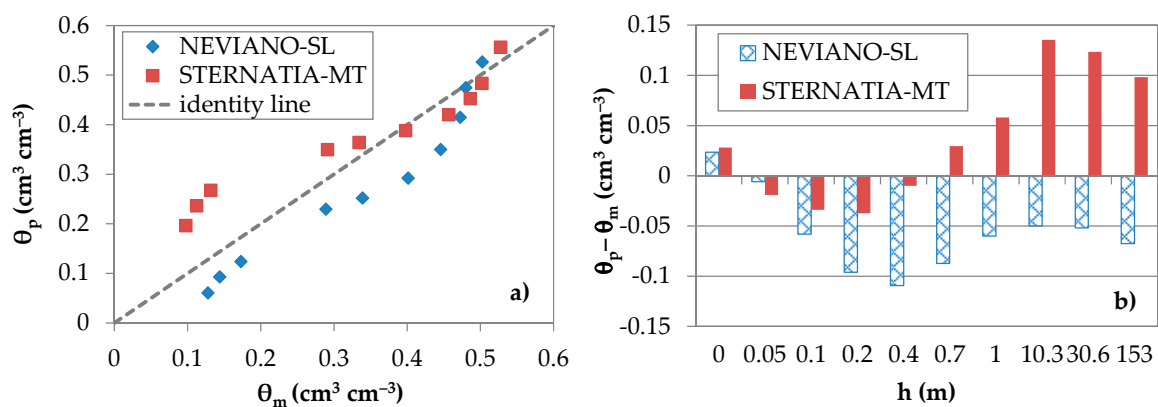 0.6
0.5
0.4
0.3
0.2
0.1
0
θp (cm³ cm⁻³)
NEVIANO-SL
STERNATIA-MT
identity line
a)
0 0.1 0.2 0.3 0.4 0.5 0.6
θm (cm³ cm⁻³)
0.15
0.1
0.05
0
-0.05
-0.1
-0.15
θp− θm (cm³ cm⁻³)
NEVIANO-SL
STERNATIA-MT
b)
0 0.05 0.1 0.2 0.4 0.7 1 10.3 30.6 153
h (m)